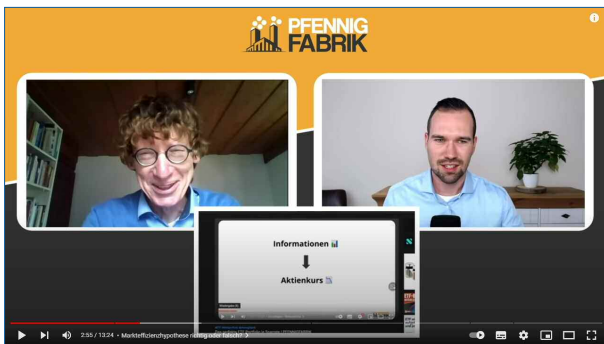 PFENNIG
FABRIK
Informationen
Aktienkurs
2:55 / 13:24 • Markteffizienzhypothese richtig oder falsch? >